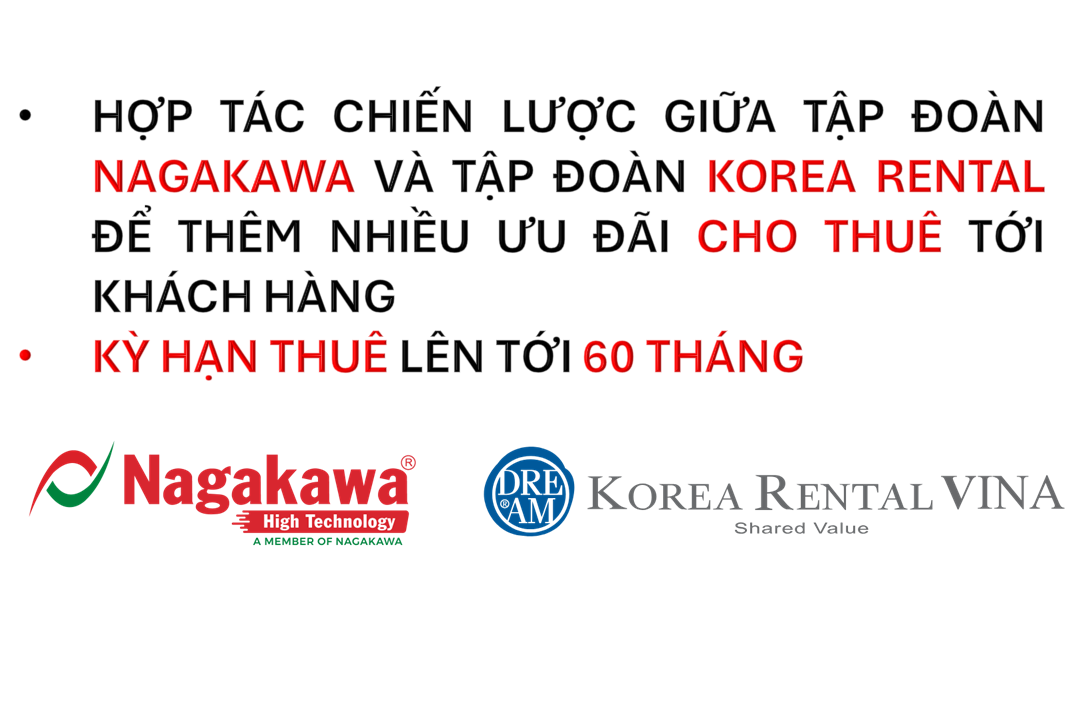 • HỢP TÁC CHIẾN LƯỢC GIỮA TẬP ĐOÀN
NAGAKAWA VÀ TẬP ĐOÀN KOREA RENTAL
ĐỂ THÊM NHIỀU ƯU ĐÃI CHO THUÊ TỚI
KHÁCH HÀNG
• KỲ HẠN THUÊ LÊN TỚI 60 THÁNG
Nagakawa®
High Technology
A MEMBER OF NAGAKAWA
DRE
®AM
KOREA RENTAL VINA
Shared Value